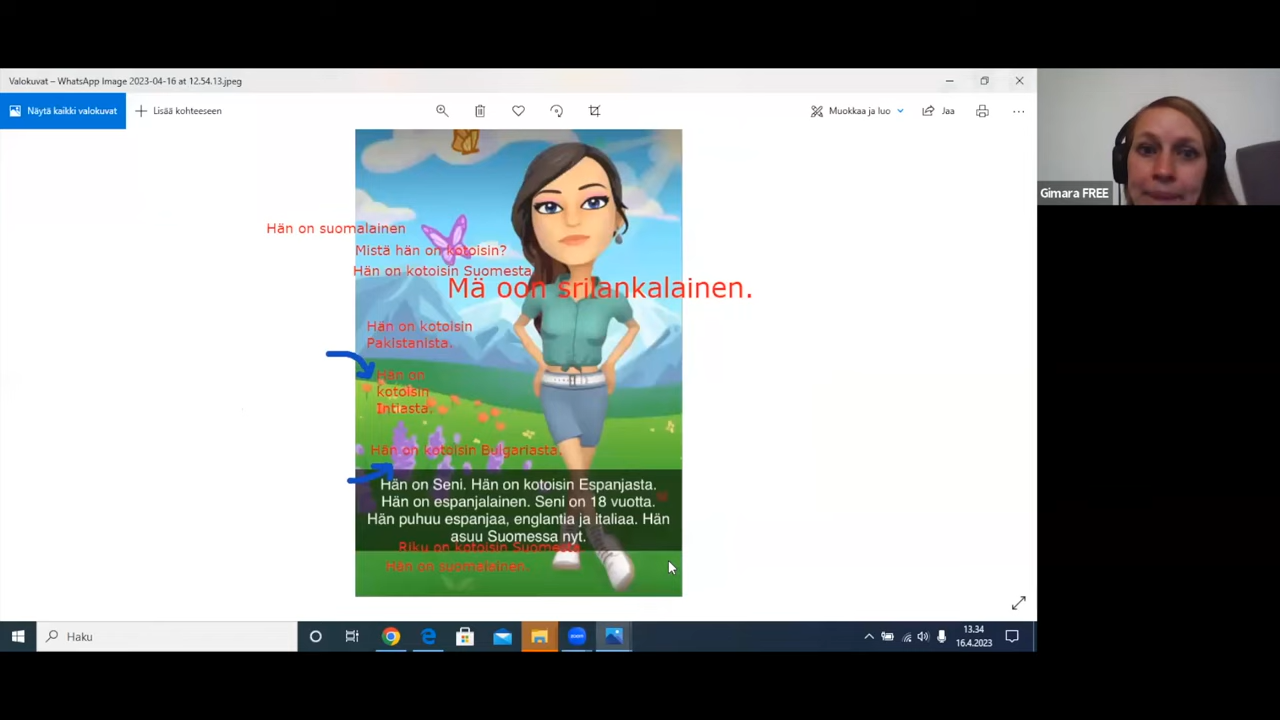 Valokuvat – WhatsApp Image 2023-04-16 at 12.54.13.jpeg
Näytä kaikki valokuvat
Lisää kohteeseen
Muokkaa ja luo
Jaa
Gimara FREE
Hän on suomalainen
Mistä hän on kotoisin?
Hän on kotoisin Suomesta
Mä oon srilankalainen.
Hän on kotoisin
Pakistanista.
Hän on
kotoisin
Intiasta.
Hän on kotoisin Bulgariasta.
Hän on Seni. Hän on kotoisin Espanjasta.
Hän on espanjalainen. Seni on 18 vuotta.
Hän puhuu espanjaa, englantia ja italiaa. Hän
asuu Suomessa nyt.
Riku on kotoisin Suomesta
Hän on suomalainen.
Haku
13.34
16.4.2023